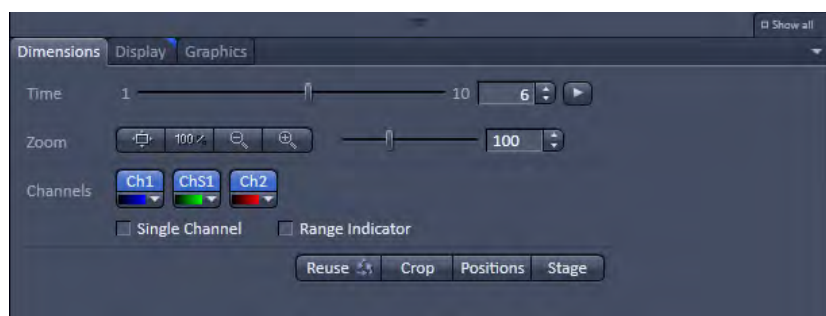 Show all
Dimensions Display Graphics
Time 1 10 6
Zoom 100% 100
Channels Ch1 ChS1 Ch2
Single Channel Range Indicator
Reuse Crop Positions Stage